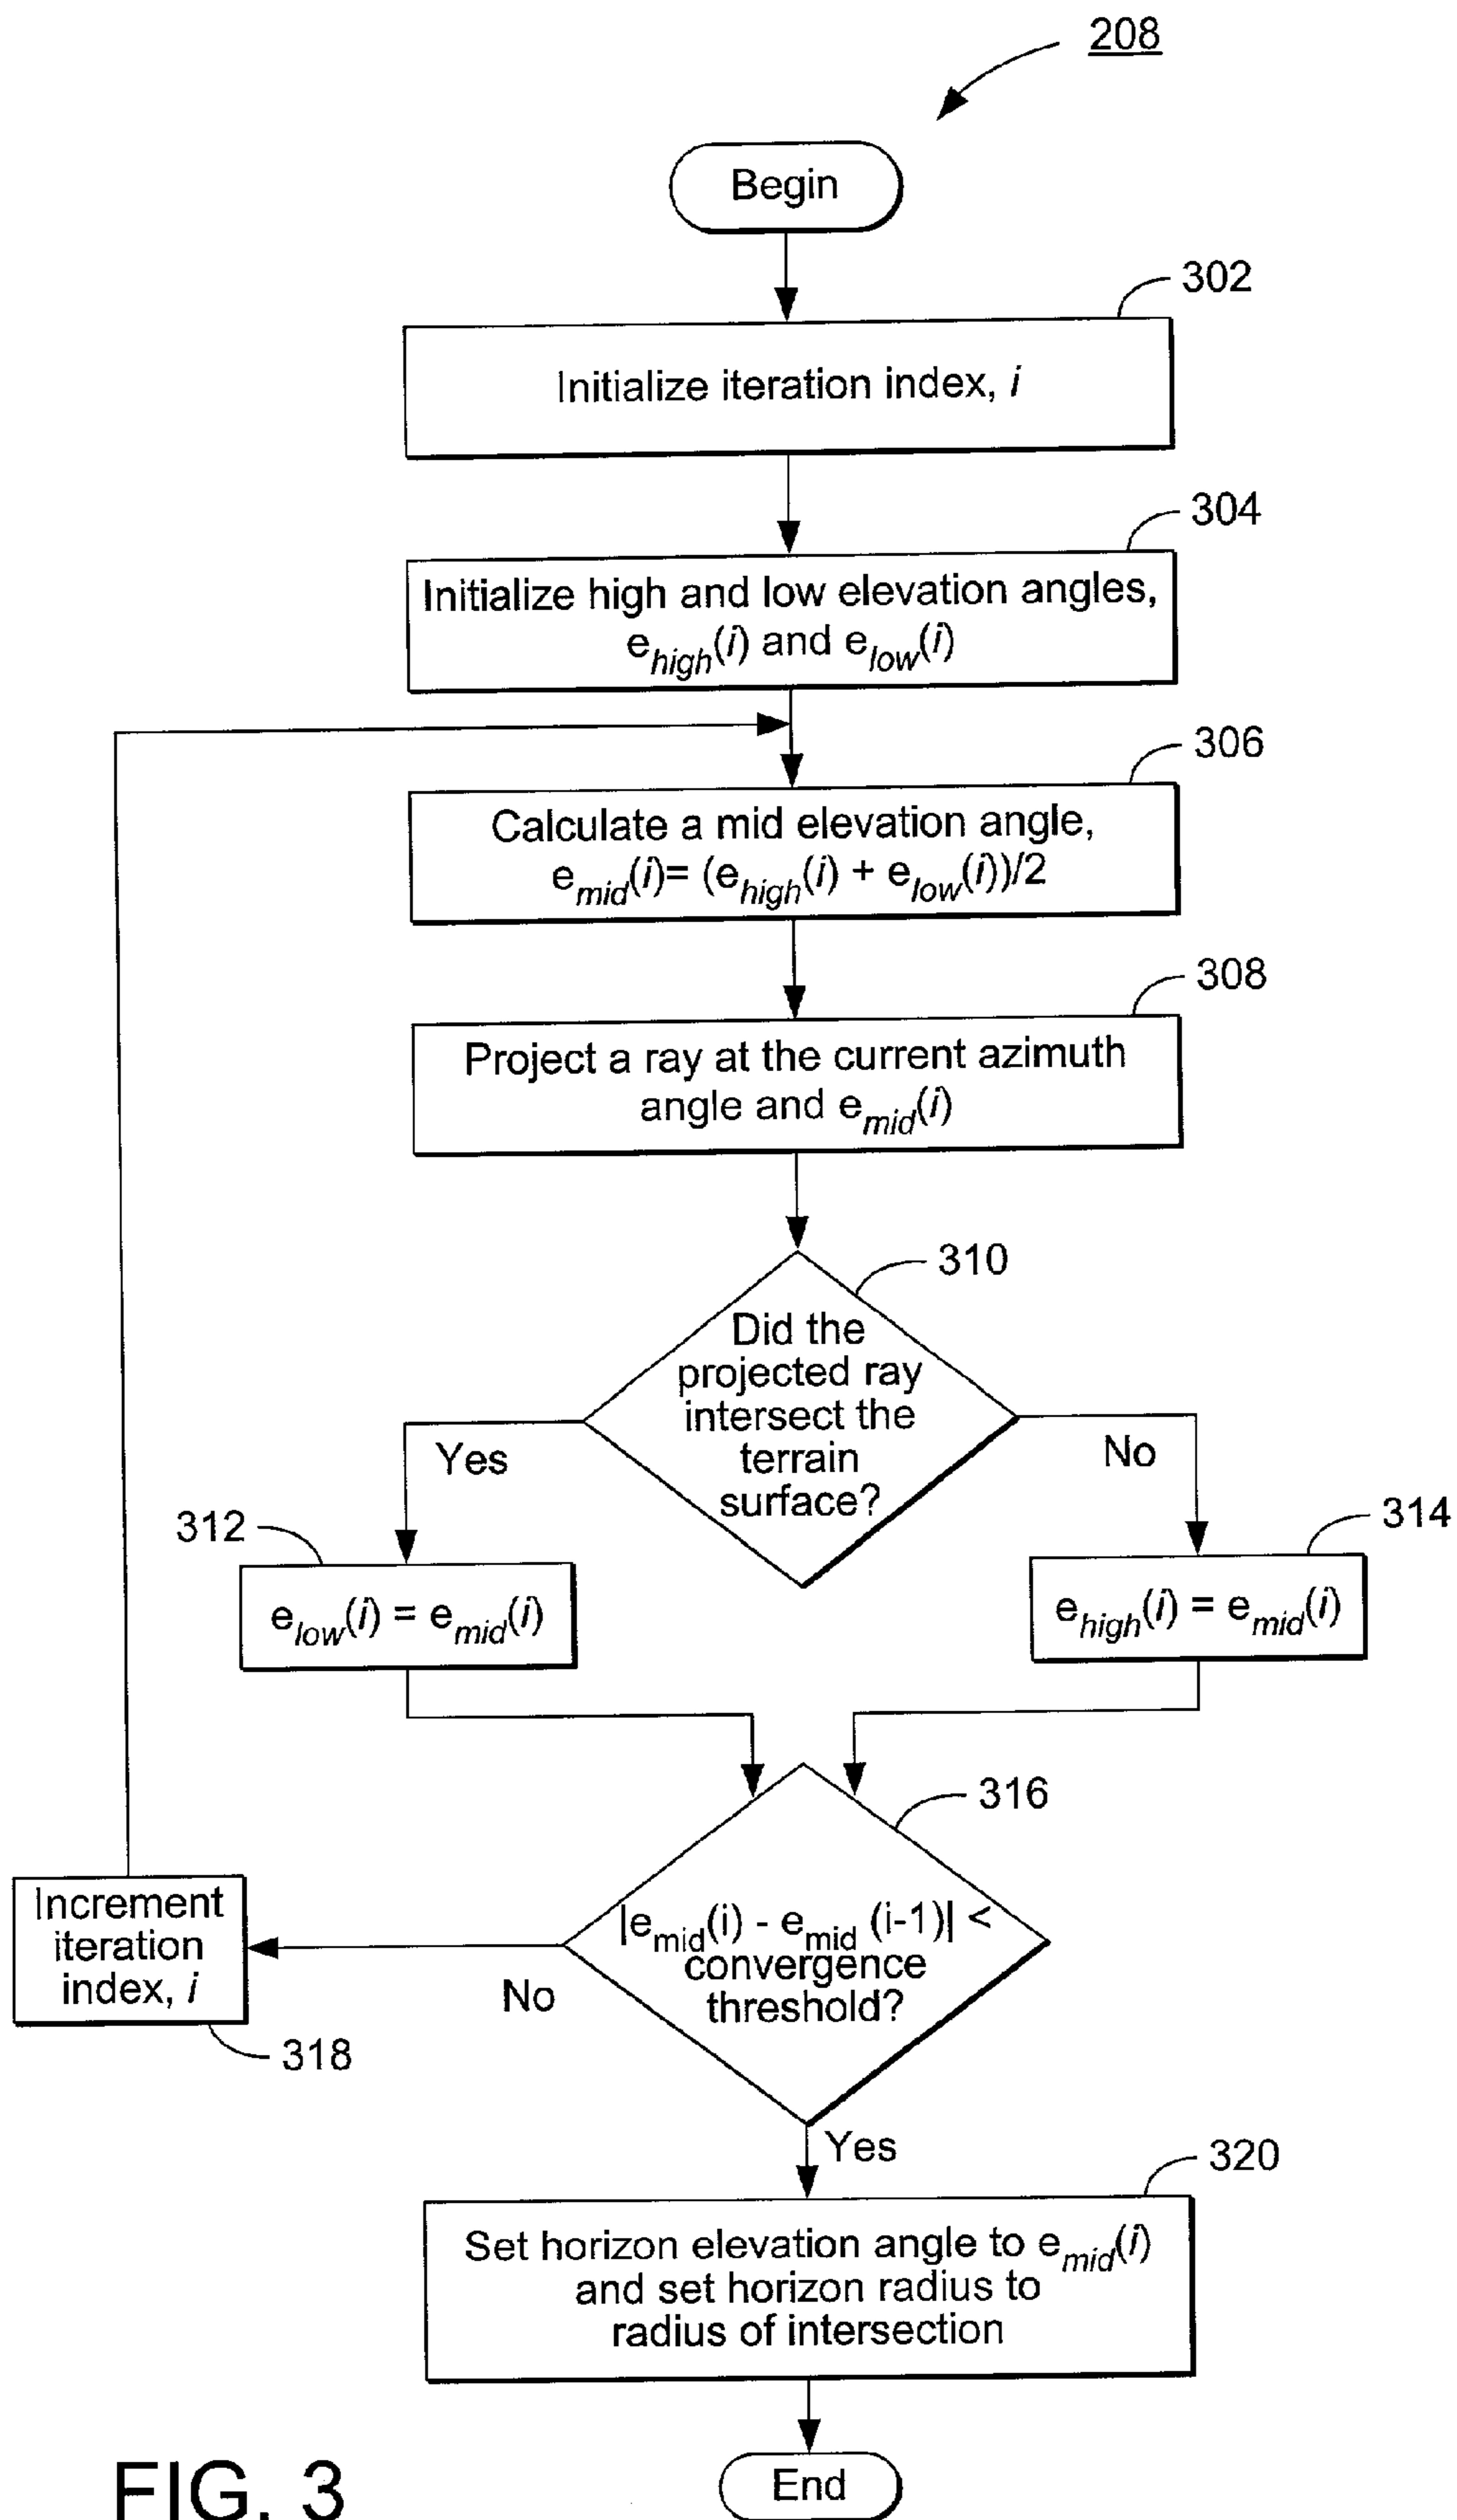 208
Begin
302
Initialize iteration index, i
304
Initialize high and low elevation angles,
e_high(i) and e_low(i)
306
Calculate a mid elevation angle,
e_mid(i)= (e_high(i) + e_low(i))/2
308
Project a ray at the current azimuth
angle and e_mid(i)
310
Did the
projected ray
intersect the
terrain
surface?
Yes
No
312
314
e_low(i) = e_mid(i)
e_high(i) = e_mid(i)
316
|e_mid(i) - e_mid (i-1)| <
convergence
threshold?
Increment
iteration
index, i
No
318
Yes
320
Set horizon elevation angle to e_mid(i)
and set horizon radius to
radius of intersection
End
FIG. 3